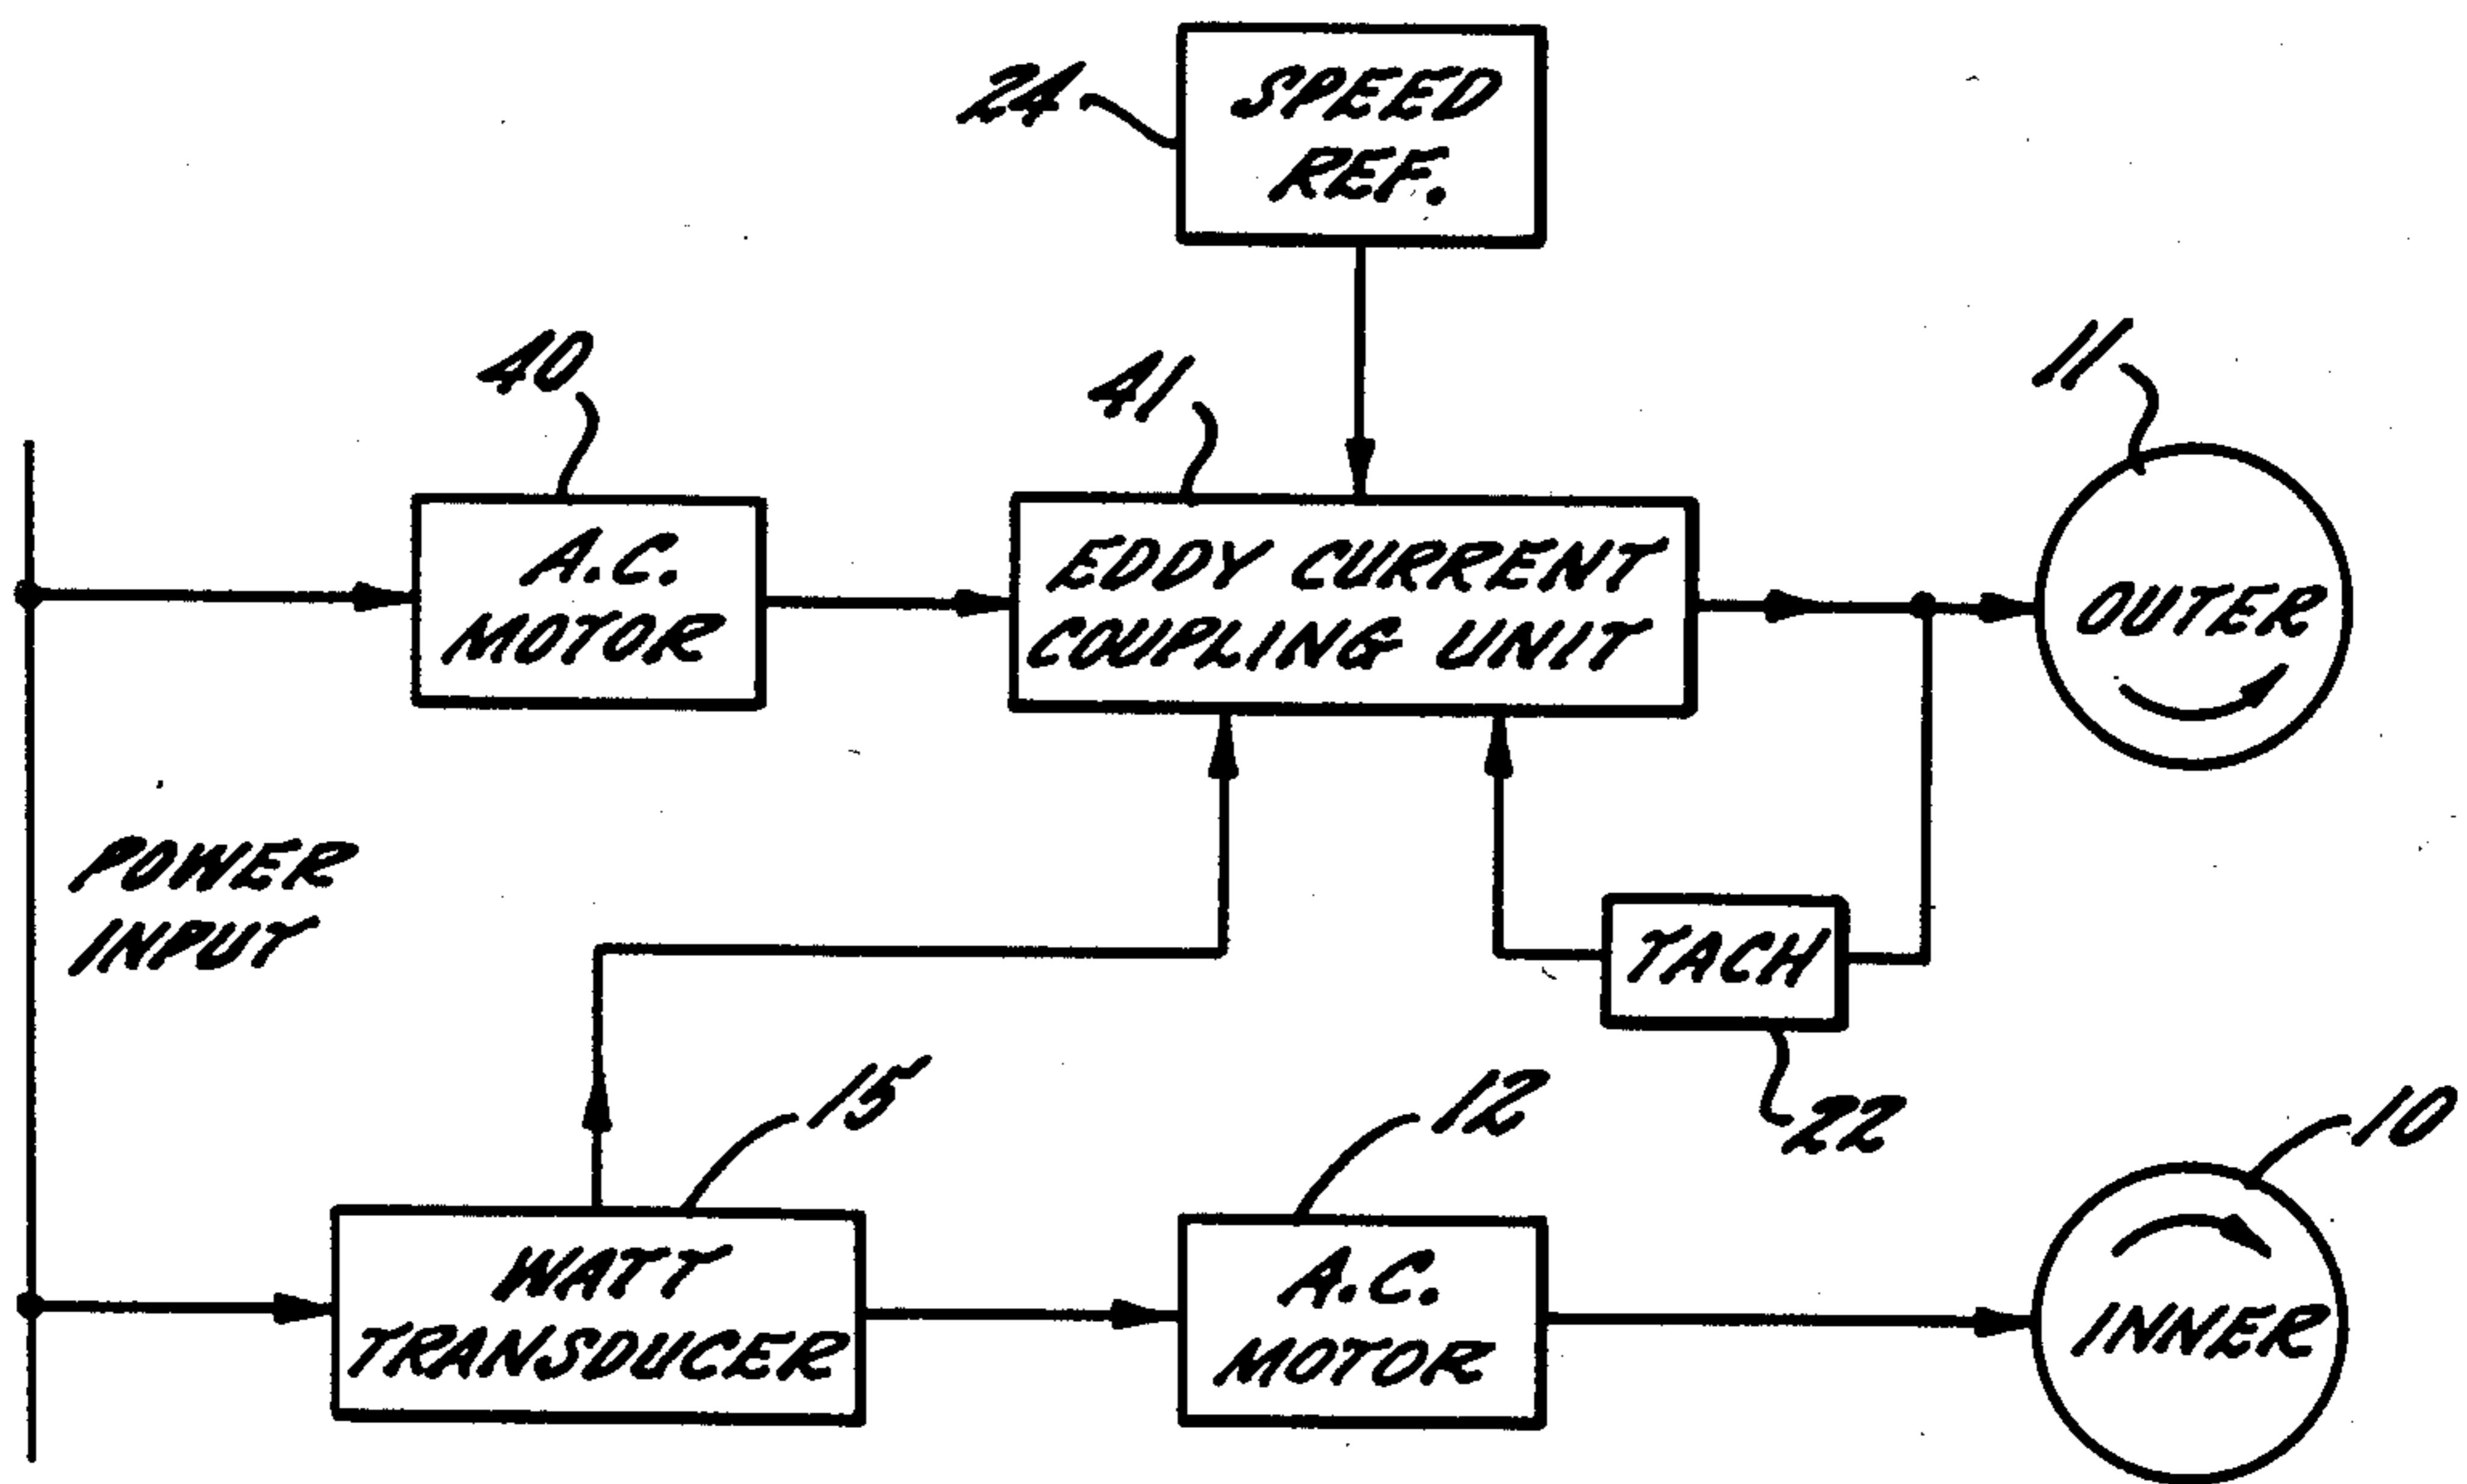 24
SPEED
REF.
40
41
11
A.C.
MOTOR
EDDY CURRENT
COUPLING UNIT
OUTER
POWER
INPUT
TACH
22
15
12
10
WATT
TRANSDUCER
A.C.
MOTOR
INNER